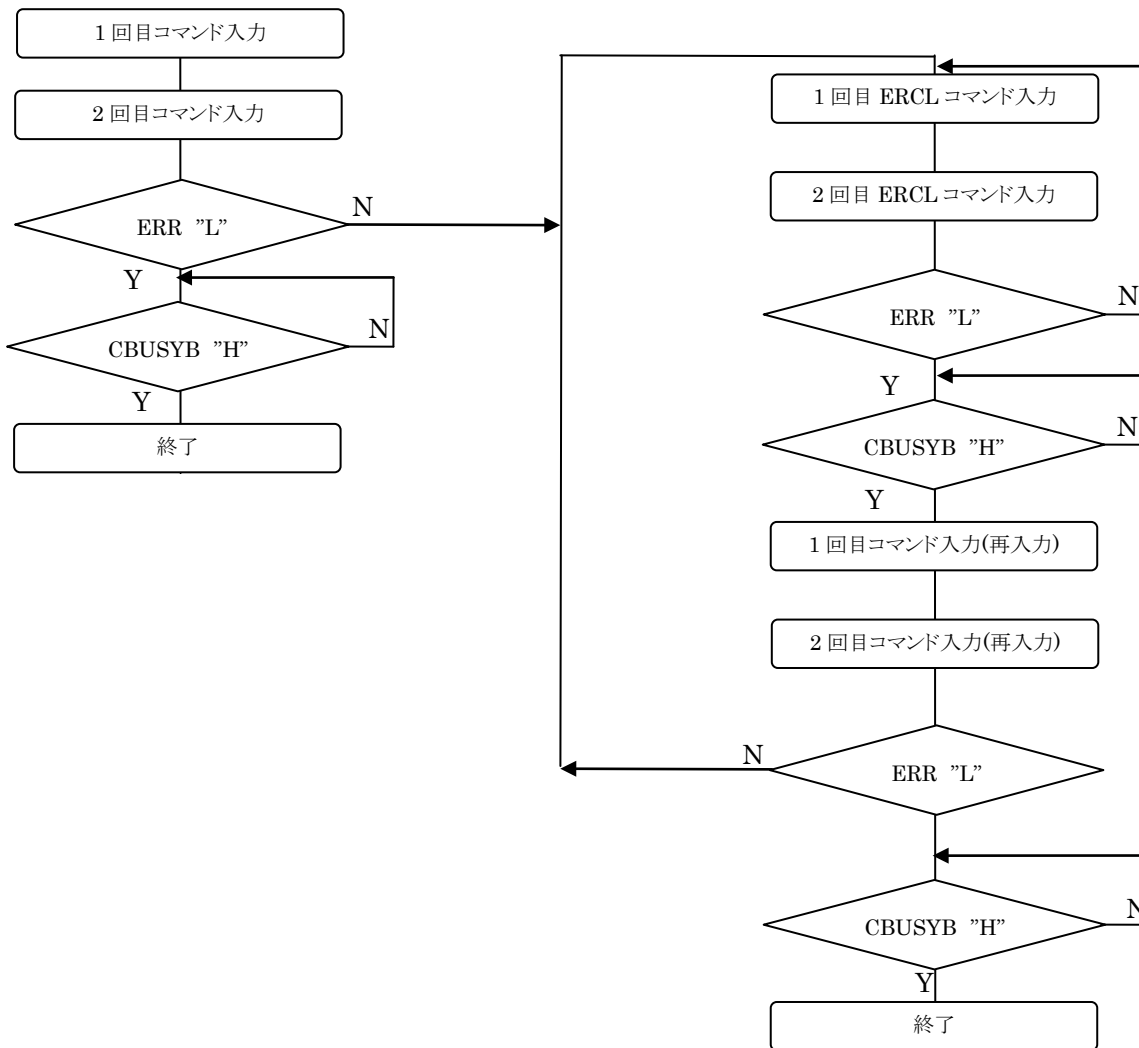 1 回目コマンド入力
2 回目コマンド入力
ERR ”L”
N
Y
CBUSYB ”H”
N
Y
終了
1 回目 ERCL コマンド入力
2 回目 ERCL コマンド入力
ERR ”L”
N
Y
CBUSYB ”H”
N
Y
1 回目コマンド入力(再入力)
2 回目コマンド入力(再入力)
N
ERR ”L”
CBUSYB ”H”
N
Y
終了